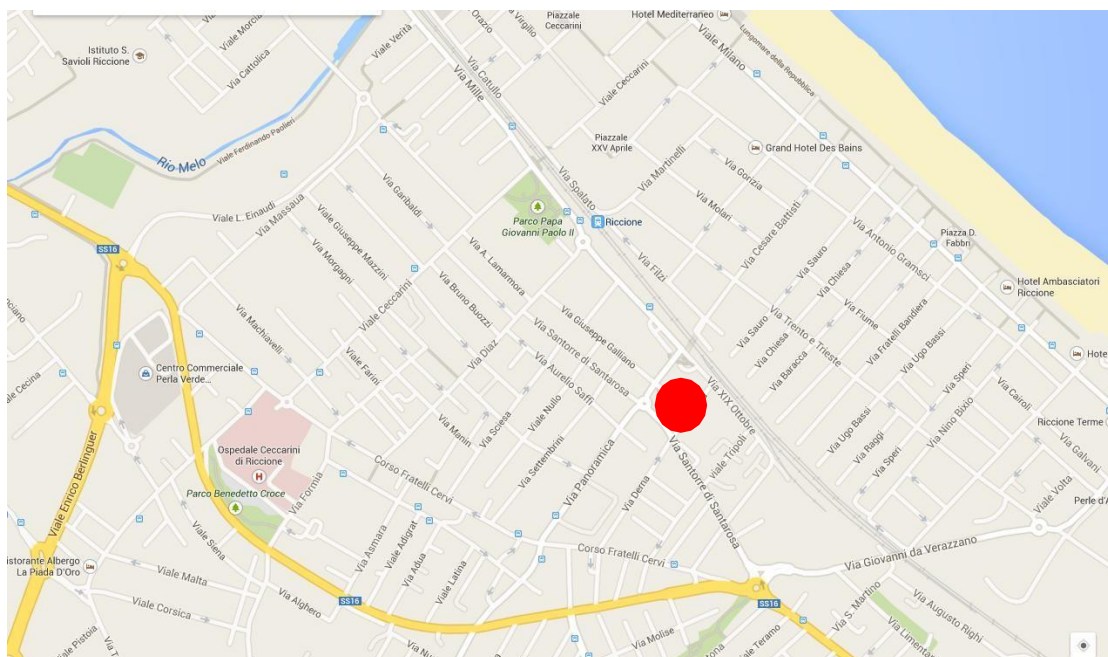 Via Orazio
Via Virgilio
Piazzale
Ceccarini
Hotel Mediterraneo
Viale Milano
Lungomare della Repubblica
Viale Morcia
Viale Verità
Istituto S.
Savioli Riccione
Via Cattolica
Via Catullo
Via Mille
Viale Ceccarini
Viale Ferdinando Paolieri
Rio Melo
Piazzale
XXV Aprile
Grand Hotel Des Bains
Via Martinelli
Via Gorizia
Via Spalato
Viale L. Einaudi
Via Massaua
Via Garibaldi
Parco Papa
Giovanni Paolo II
Riccione
Via Molari
Via Cesare Battisti
Via Antonio Gramsci
Piazza D.
Fabbri
SS16
Via Morgagni
Viale Giuseppe Mazzini
Via A. Lamarmora
Via Filzi
Via Sauro
Via Chiesa
Hotel Ambasciatori
Riccione
Viale Ceccarini
Via Bruno Buozzi
Via Giuseppe Galliano
Via Fiume
Via Fratelli Bandiera
Via Machiavelli
Via Diaz
Via Santorre di Santarosa
Via Sauro
Via Chiesa
Via Trento e Trieste
Via Baracca
Via Ugo Bassi
Via Speri
Hote
Viale Cecina
Centro Commerciale
Perla Verde...
Viale Farini
Via Aurelio Saffi
Viale Nullo
Via XIX Ottobre
Via Cairoli
Via Nino Bixio
Riccione Terme
Viale Enrico Berlinguer
Ospedale Ceccarini
di Riccione
Via Manin
Via Sciesa
Via Settembrini
Via Panoramica
Via Santorre di Santarosa
Viale Tripoli
Via Ugo Bassi
Via Raggi
Via Speri
Via Galvani
Parco Benedetto Croce
Via Formia
Corso Fratelli Cervi
Via Derna
Viale Volta
Perle d'A
Viale Siena
Via Asmara
Viale Adigrat
Via Adua
Viale Latina
Corso Fratelli Cervi
Via Giovanni da Verazzano
istorante Albergo
La Piada D'Oro
Viale Malta
Viale Corsica
Via Alghero
SS16
SS16
Via S. Martino
Via Augusto Righi
Viale Pistoia
Via Molise
Viale Teramo
Via Limentani